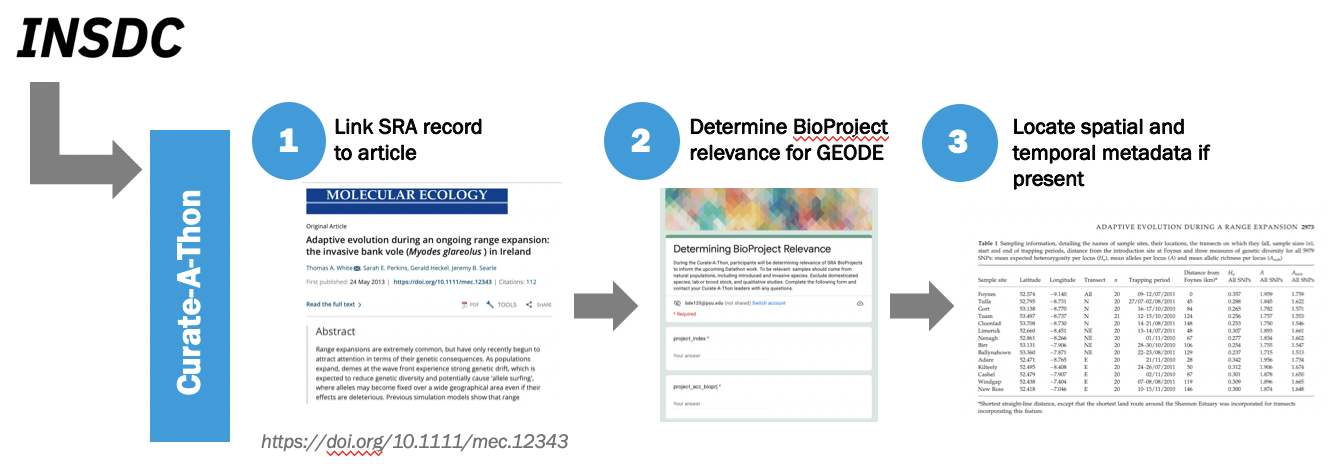 INSDC
Curate-A-Thon
1
Link SRA record
to article
MOLECULAR ECOLOGY
Original Article
Adaptive evolution during an ongoing range expansion:
the invasive bank vole (Myodes glareolus ) in Ireland
Thomas A. White, Sarah E. Perkins, Gerald Heckel, Jeremy B. Searle
First published: 24 May 2013 | https://doi.org/10.1111/mec.12343 | Citations: 112
Read the full text >
PDF TOOLS SHARE
Abstract
Range expansions are extremely common, but have only recently begun to
attract attention in terms of their genetic consequences. As populations
expand, demes at the wave front experience strong genetic drift, which is
expected to reduce genetic diversity and potentially cause 'allele surfing',
where alleles may become fixed over a wide geographical area even if their
effects are deleterious. Previous simulation models show that range
https://doi.org/10.1111/mec.12343
2
Determine BioProject
relevance for GEODE
Determining BioProject Relevance
During the Curate-A-Thon, participants will be determining relevance of SRA BioProjects
to inform the upcoming Datathon work. To be relevant: samples should come from
natural populations, including introduced and invasive species. Exclude domesticated
species, lab or brood stock, and qualitative studies. Complete the following form and
contact your Curate-A-Thon leaders with any questions.
bde125@psu.edu (not shared) Switch account
* Required
project_index *
Your answer
project_acc_bioprj *
Your answer
3
Locate spatial and
temporal metadata if
present
ADAPTIVE EVOLUTION DURING A RANGE EXPANSION 2973
Table 1 Sampling information, detailing the names of sample sites, their locations, the transects on which they fall, sample sizes (n),
start and end of trapping periods, distance from the introduction site at Foynes and three measures of genetic diversity for all 5979
SNPs: mean expected heterozygosity per locus (He), mean alleles per locus (A) and mean allelic richness per locus (Arich)
Sample site Latitude Longitude Transect n Trapping period Distance from Foynes (km)* He All SNPs A All SNPs Arich All SNPs
Foynes 52.574 −9.140 All 20 09–12/07/2011 0 0.357 1.959 1.759
Tulla 52.795 −8.731 N 20 27/07–02/08/2011 45 0.288 1.845 1.622
Gort 53.138 −8.770 N 20 16–17/10/2010 84 0.265 1.782 1.571
Tuam 53.497 −8.737 N 21 12–15/10/2010 124 0.256 1.757 1.553
Cloonfad 53.708 −8.730 N 20 14–21/08/2011 148 0.253 1.750 1.546
Limerick 52.660 −8.451 NE 20 13–14/07/2011 48 0.307 1.893 1.661
Nenagh 52.861 −8.266 NE 20 01/11/2010 67 0.277 1.834 1.602
Birr 53.131 −7.906 NE 20 28–30/10/2010 106 0.254 1.755 1.547
Ballynahown 53.360 −7.871 NE 20 22–23/08/2011 129 0.237 1.715 1.513
Adare 52.471 −8.765 E 20 21/11/2010 28 0.342 1.956 1.734
Kilteely 52.495 −8.408 E 20 24–26/07/2011 50 0.312 1.906 1.674
Cashel 52.479 −7.907 E 20 02/11/2010 87 0.301 1.878 1.650
Windgap 52.438 −7.404 E 20 07–08/08/2011 119 0.309 1.896 1.665
New Ross 52.418 −7.046 E 20 10–15/11/2010 146 0.300 1.874 1.648
*Shortest straight-line distance, except that the shortest land route around the Shannon Estuary was incorporated for transects
incorporating this feature.